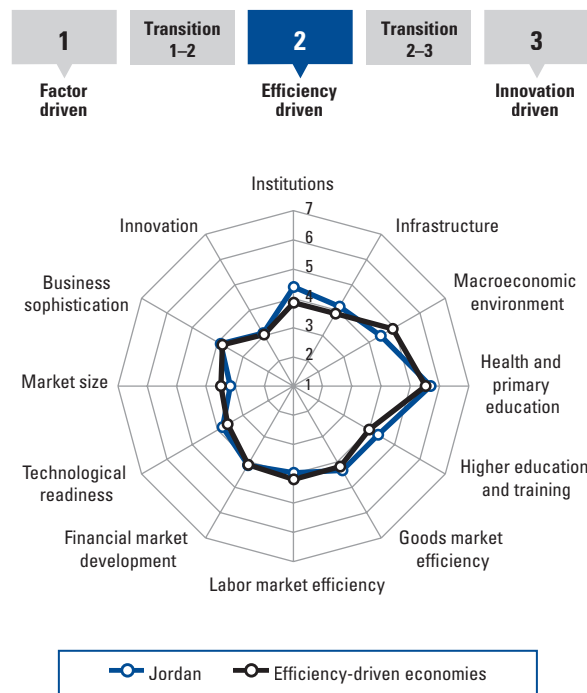 1
Transition
1–2
2
Transition
2–3
3
Factor
driven
Efficiency
driven
Innovation
driven
Institutions
Innovation
Infrastructure
Business
sophistication
Macroeconomic
environment
Market size
Health and
primary
education
Technological
readiness
Higher education
and training
Financial market
development
Goods market
efficiency
Labor market efficiency
7
6
5
4
3
2
1
Jordan
Efficiency-driven economies